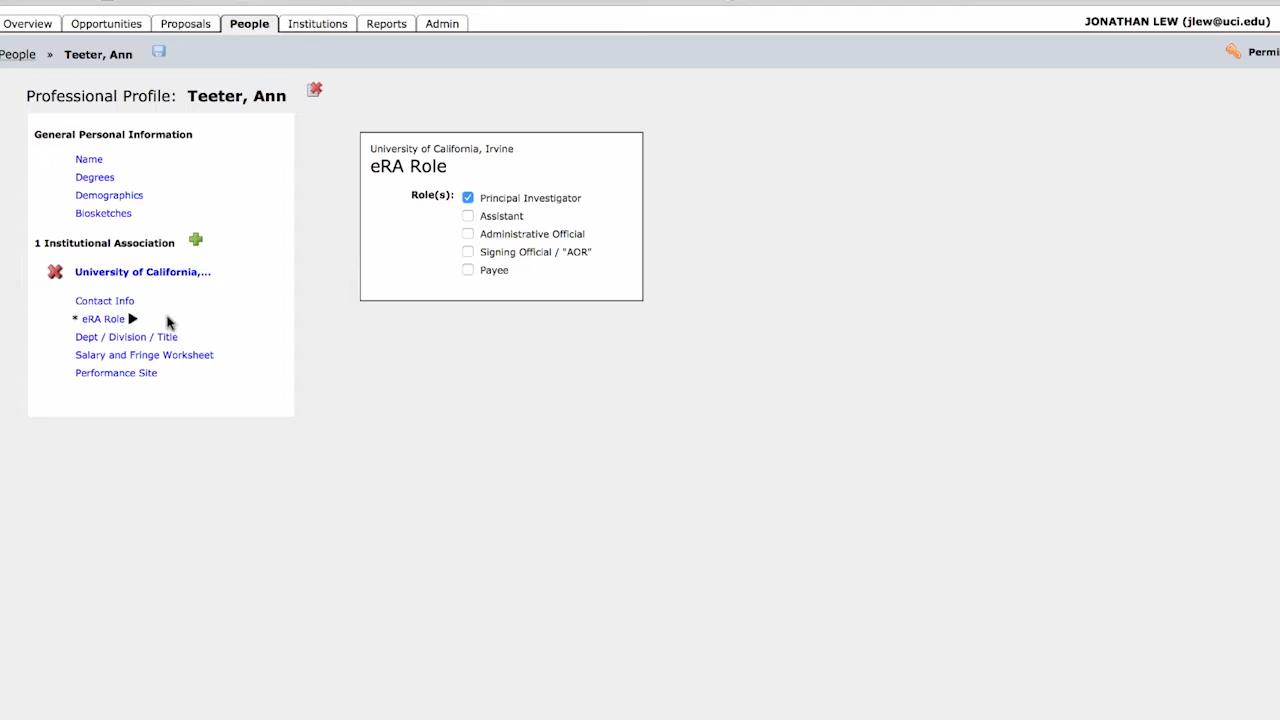 Overview Opportunities Proposals People Institutions Reports Admin JONATHAN LEW (jlew@uci.edu)
People » Teeter, Ann Permi
Professional Profile: Teeter, Ann
General Personal Information
Name
Degrees
Demographics
Biosketches
1 Institutional Association
University of California,...
Contact Info
* eRA Role
Dept / Division / Title
Salary and Fringe Worksheet
Performance Site
University of California, Irvine
eRA Role
Role(s): Principal Investigator
Assistant
Administrative Official
Signing Official / "AOR"
Payee